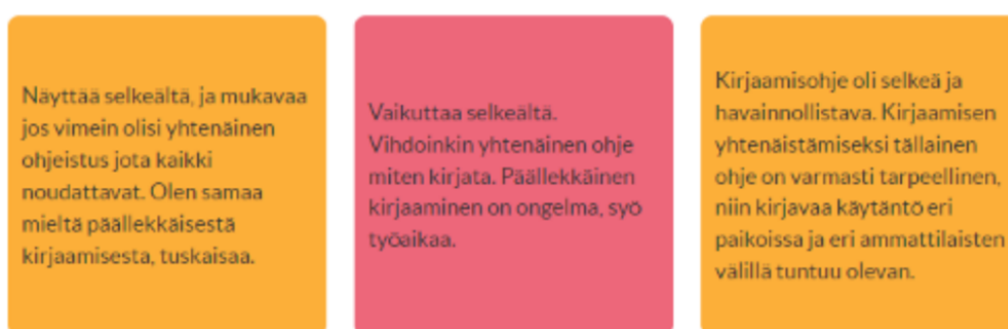 Näyttää selkeältä, ja mukavaa
jos vimein olisi yhtenäinen
ohjeistus jota kaikki
noudattavat. Olen samaa
mieltä päällekkäisestä
kirjaamisesta, tuskaisaa.
Vaikuttaa selkeältä.
Vihdoinkin yhtenäinen ohje
miten kirjata. Päällekkäinen
kirjaaminen on ongelma, syö
työaikaa.
Kirjaamisohje oli selkeä ja
havainnollistava. Kirjaamisen
yhtenäistämiseksi tällainen
ohje on varmasti tarpeellinen,
niin kirjavaa käytäntö eri
paikoissa ja eri ammattilaisten
välillä tuntuu olevan.